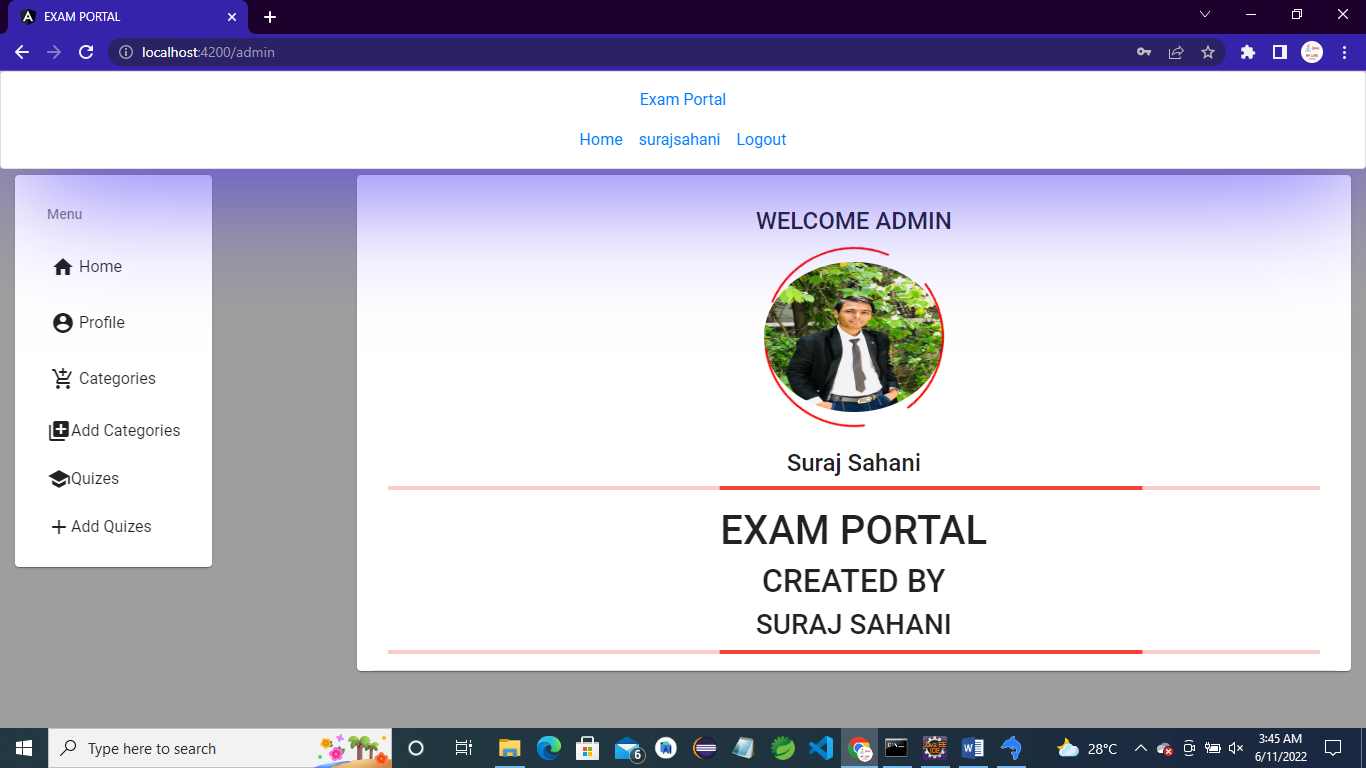 EXAM PORTAL
localhost:4200/admin
Exam Portal
Home surajsahani Logout
Menu
Home
Profile
Categories
Add Categories
Quizes
Add Quizes
WELCOME ADMIN
Suraj Sahani
EXAM PORTAL
CREATED BY
SURAJ SAHANI
Type here to search
6
28°C
3:45 AM
6/11/2022